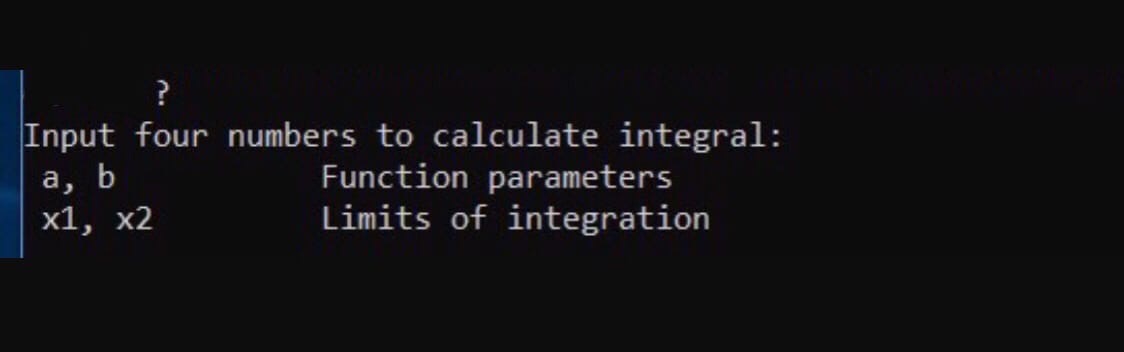 ?
Input four numbers to calculate integral:
a, b Function parameters
x1, x2 Limits of integration